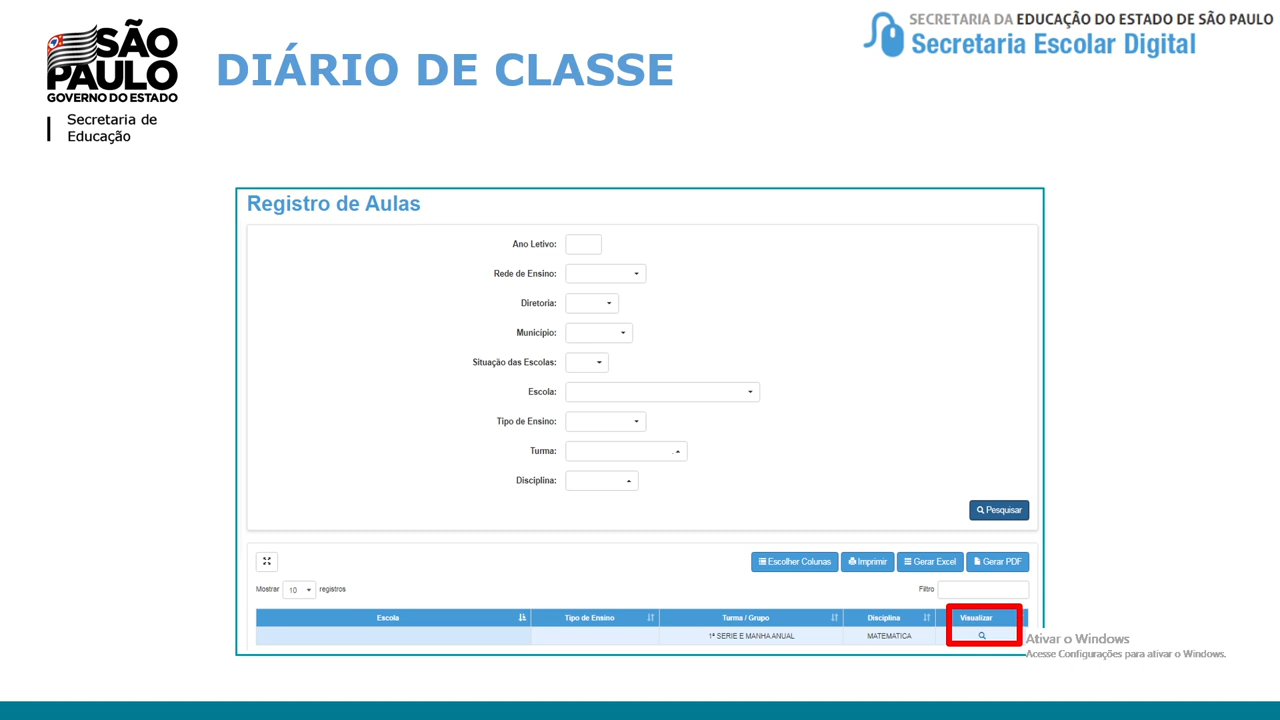 SÃO
PAULO
GOVERNO DO ESTADO
Secretaria de
Educação
DIÁRIO DE CLASSE
SECRETARIA DA EDUCAÇÃO DO ESTADO DE SÃO PAULO
Secretaria Escolar Digital
Registro de Aulas
Ano Letivo:
Rede de Ensino:
Diretoria:
Município:
Situação das Escolas:
Escola:
Tipo de Ensino:
Turma:
Disciplina:
Pesquisar
Escolher Colunas Imprimir Gerar Excel Gerar PDF
Mostrar 10 registros Filtro
Escola Tipo de Ensino Turma / Grupo Disciplina Visualizar
1ª SERIE E MANHA ANUAL MATEMATICA
Ativar o Windows
Acesse Configurações para ativar o Windows.